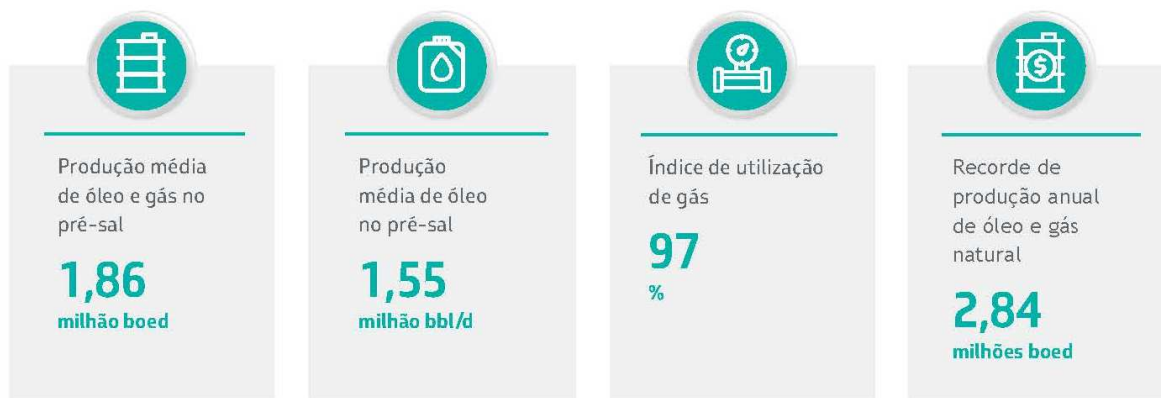 Produção média
de óleo e gás no
pré-sal
1,86
milhão boed
Produção
média de óleo
no pré-sal
1,55
milhão bbl/d
Índice de utilização
de gás
97
%
$
Recorde de
produção anual
de óleo e gás
natural
2,84
milhões boed